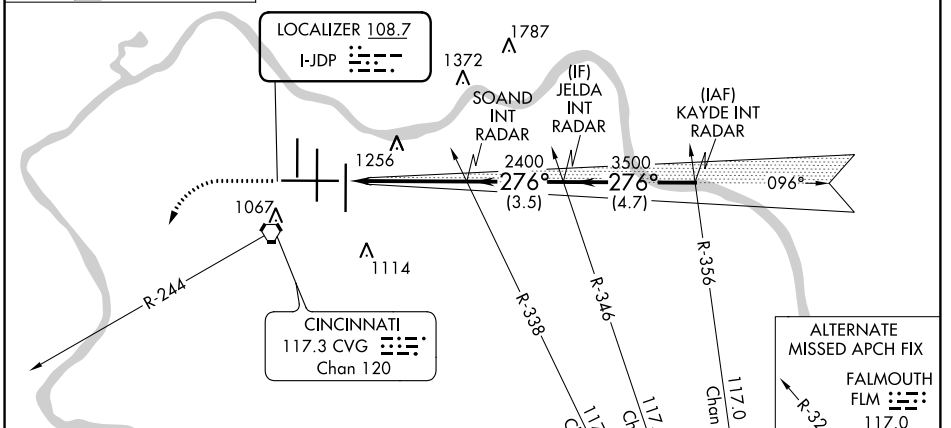 LOCALIZER 108.7
I-JDP
1787
1372
SOAND
INT
RADAR
(IF)
JELDA
INT
RADAR
(IAF)
KAYDE INT
RADAR
1256
2400
3500
276°
276°
096°
(3.5)
(4.7)
1067
1114
R-244
R-338
R-346
R-356
CINCINNATI
117.3 CVG
Chan 120
117.0
Chan
ALTERNATE
MISSED APCH FIX
FALMOUTH
FLM
117.0